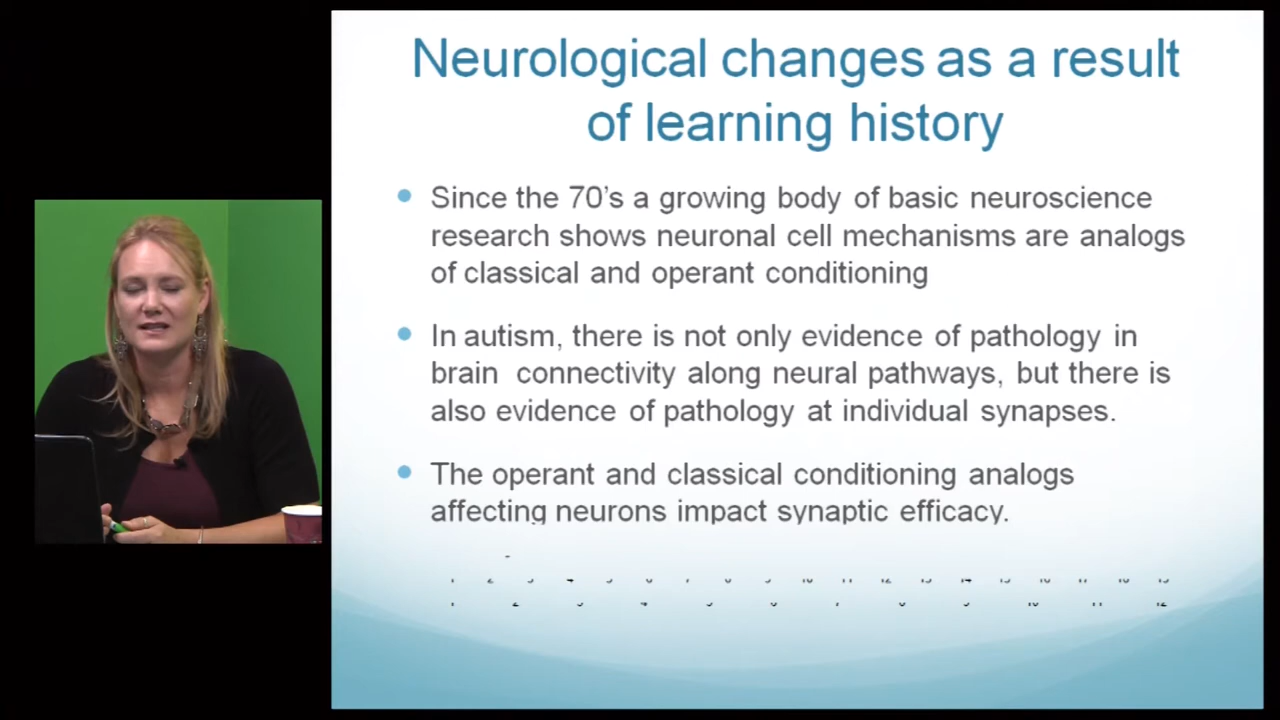 Neurological changes as a result
of learning history
Since the 70's a growing body of basic neuroscience
research shows neuronal cell mechanisms are analogs
of classical and operant conditioning
In autism, there is not only evidence of pathology in
brain connectivity along neural pathways, but there is
also evidence of pathology at individual synapses.
The operant and classical conditioning analogs
affecting neurons impact synaptic efficacy.